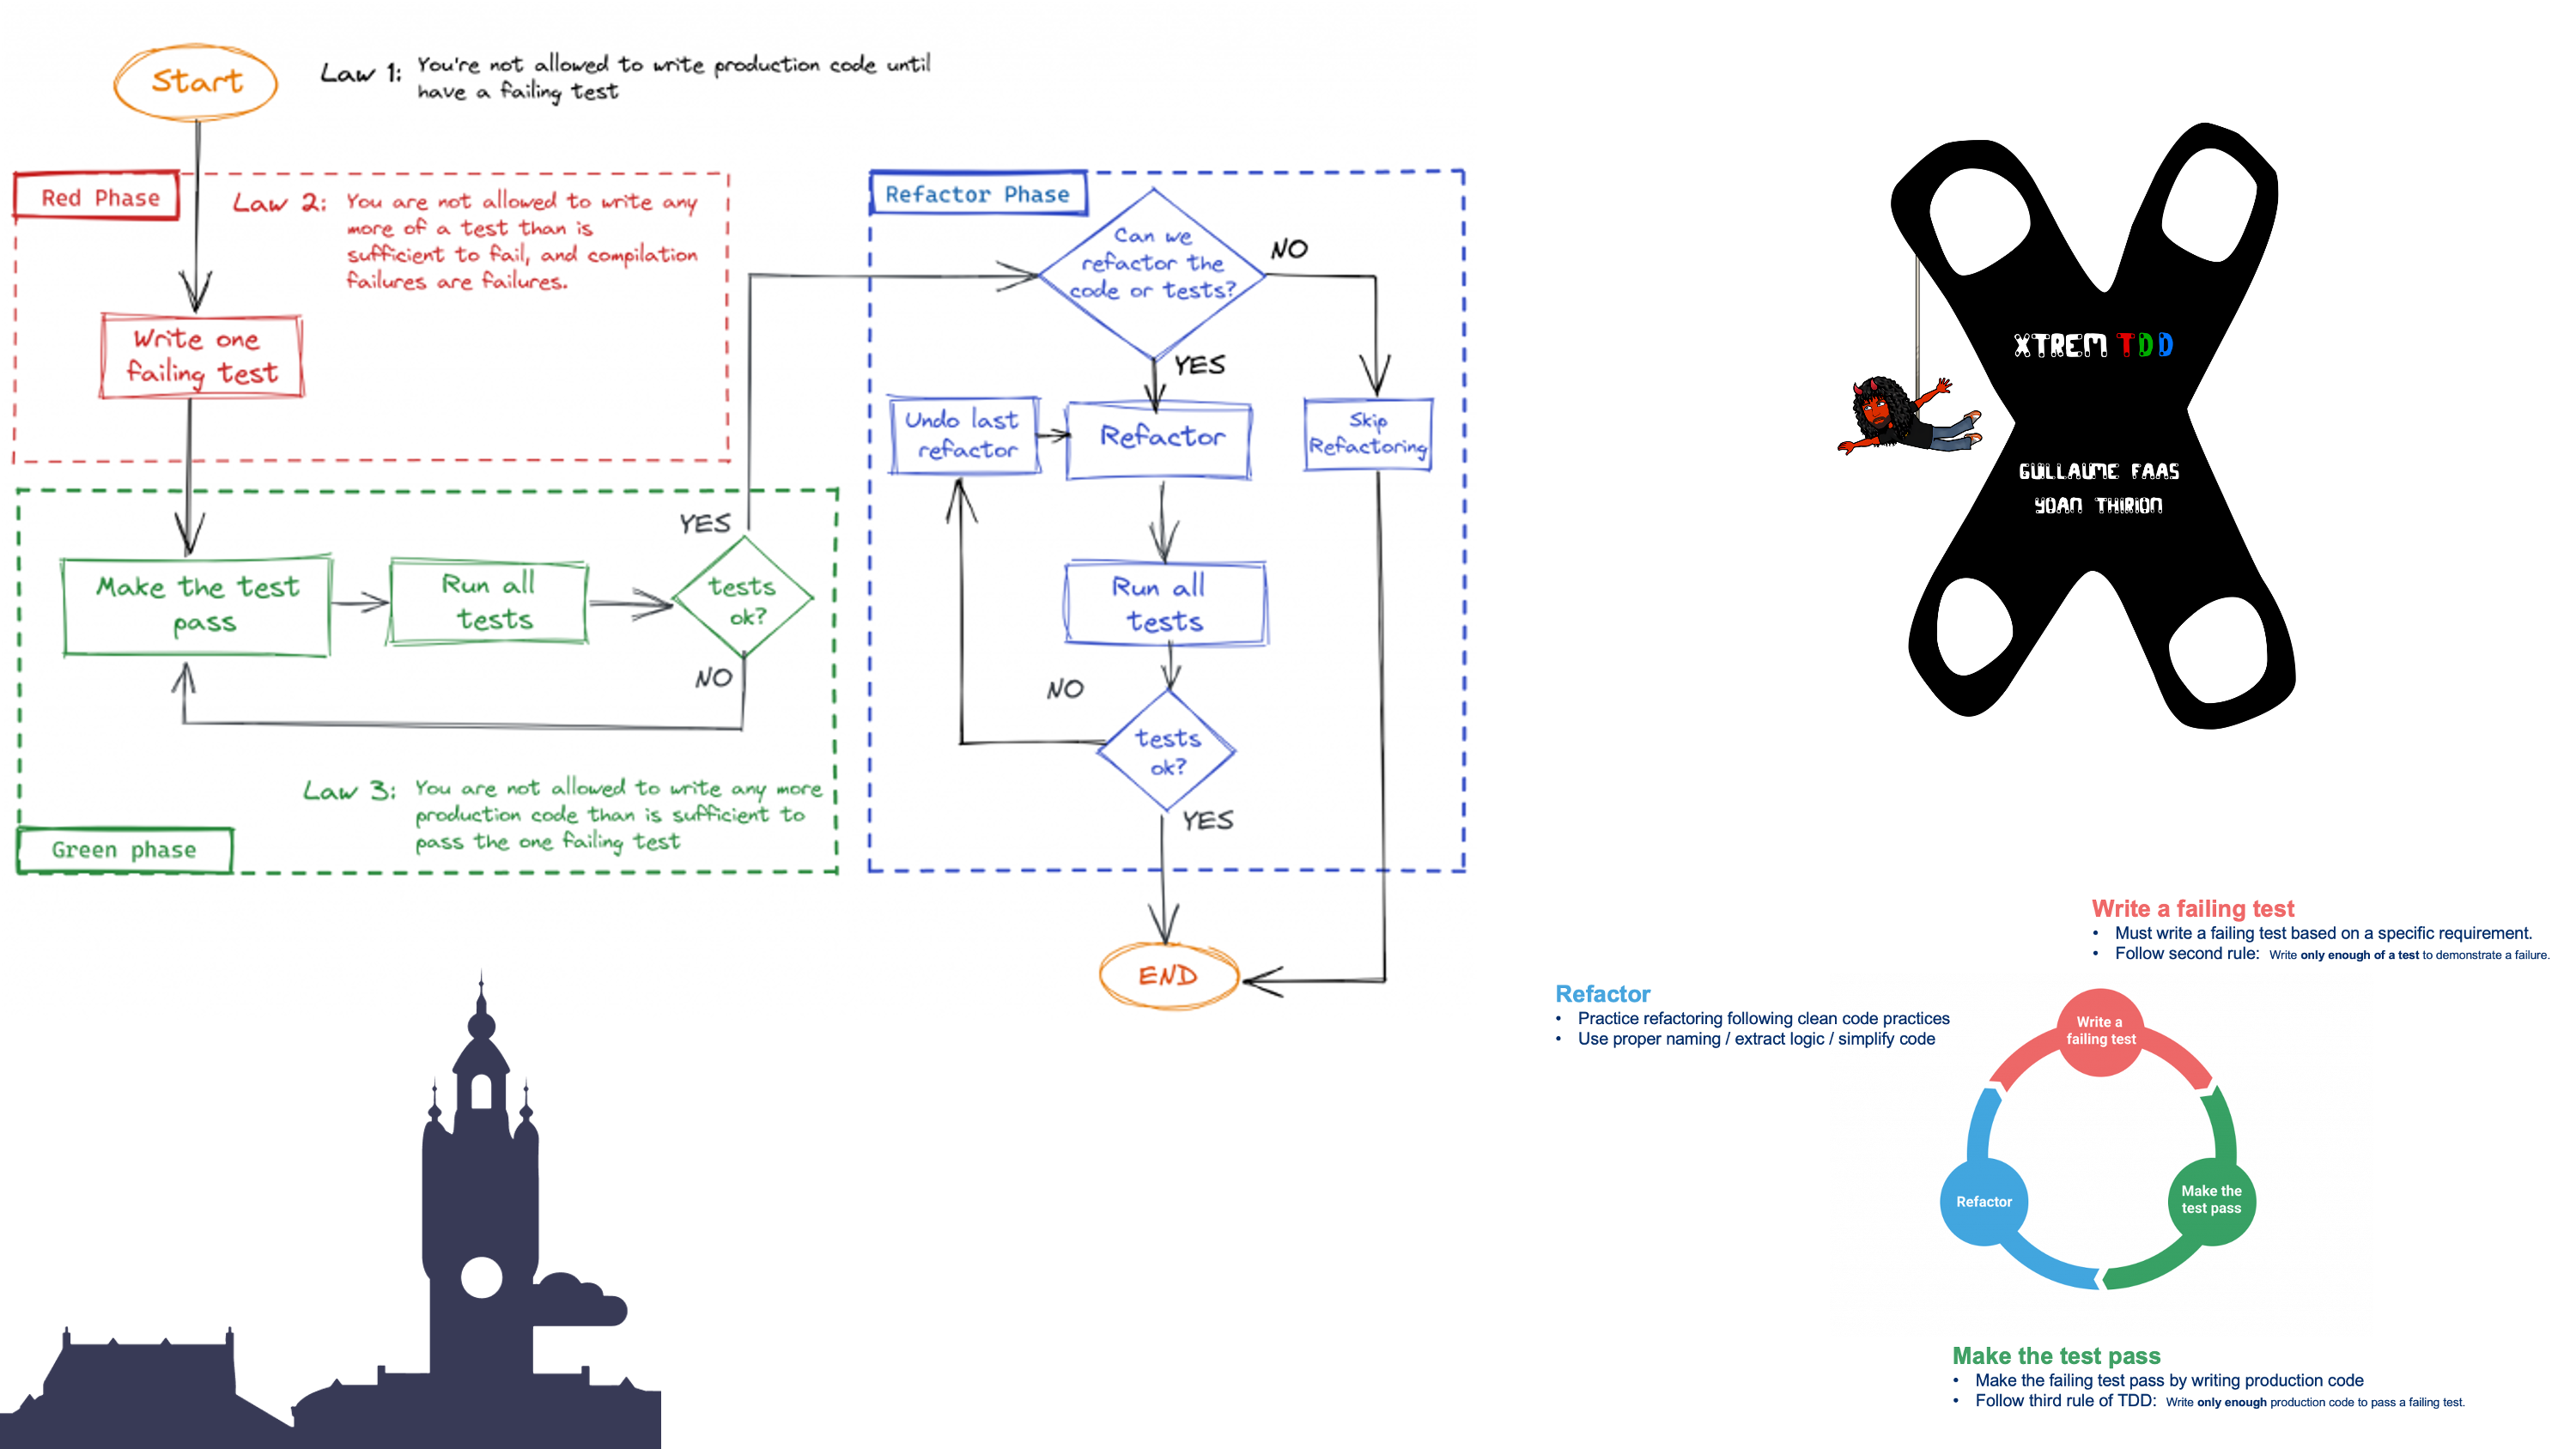 Start
Law 1: You're not allowed to write production code until
have a failing test
Red Phase
Law 2: You are not allowed to write any
more of a test than is
sufficient to fail, and compilation
failures are failures.
Write one
failing test
Make the test
pass
Run all
tests
tests
ok?
YES
NO
Law 3: You are not allowed to write any more
production code than is sufficient to
pass the one failing test
Green phase
Refactor Phase
Can we
refactor the
code or tests?
NO
YES
Undo last
refactor
Refactor
Skip
Refactoring
Run all
tests
NO
tests
ok?
YES
END
XTREM TDD
GUILLAUME FAAS
YOAN THIRION
Write a failing test
• Must write a failing test based on a specific requirement.
• Follow second rule: Write only enough of a test to demonstrate a failure.
Refactor
• Practice refactoring following clean code practices
• Use proper naming / extract logic / simplify code
Write a
failing test
Refactor
Make the
test pass
Make the test pass
• Make the failing test pass by writing production code
• Follow third rule of TDD: Write only enough production code to pass a failing test.